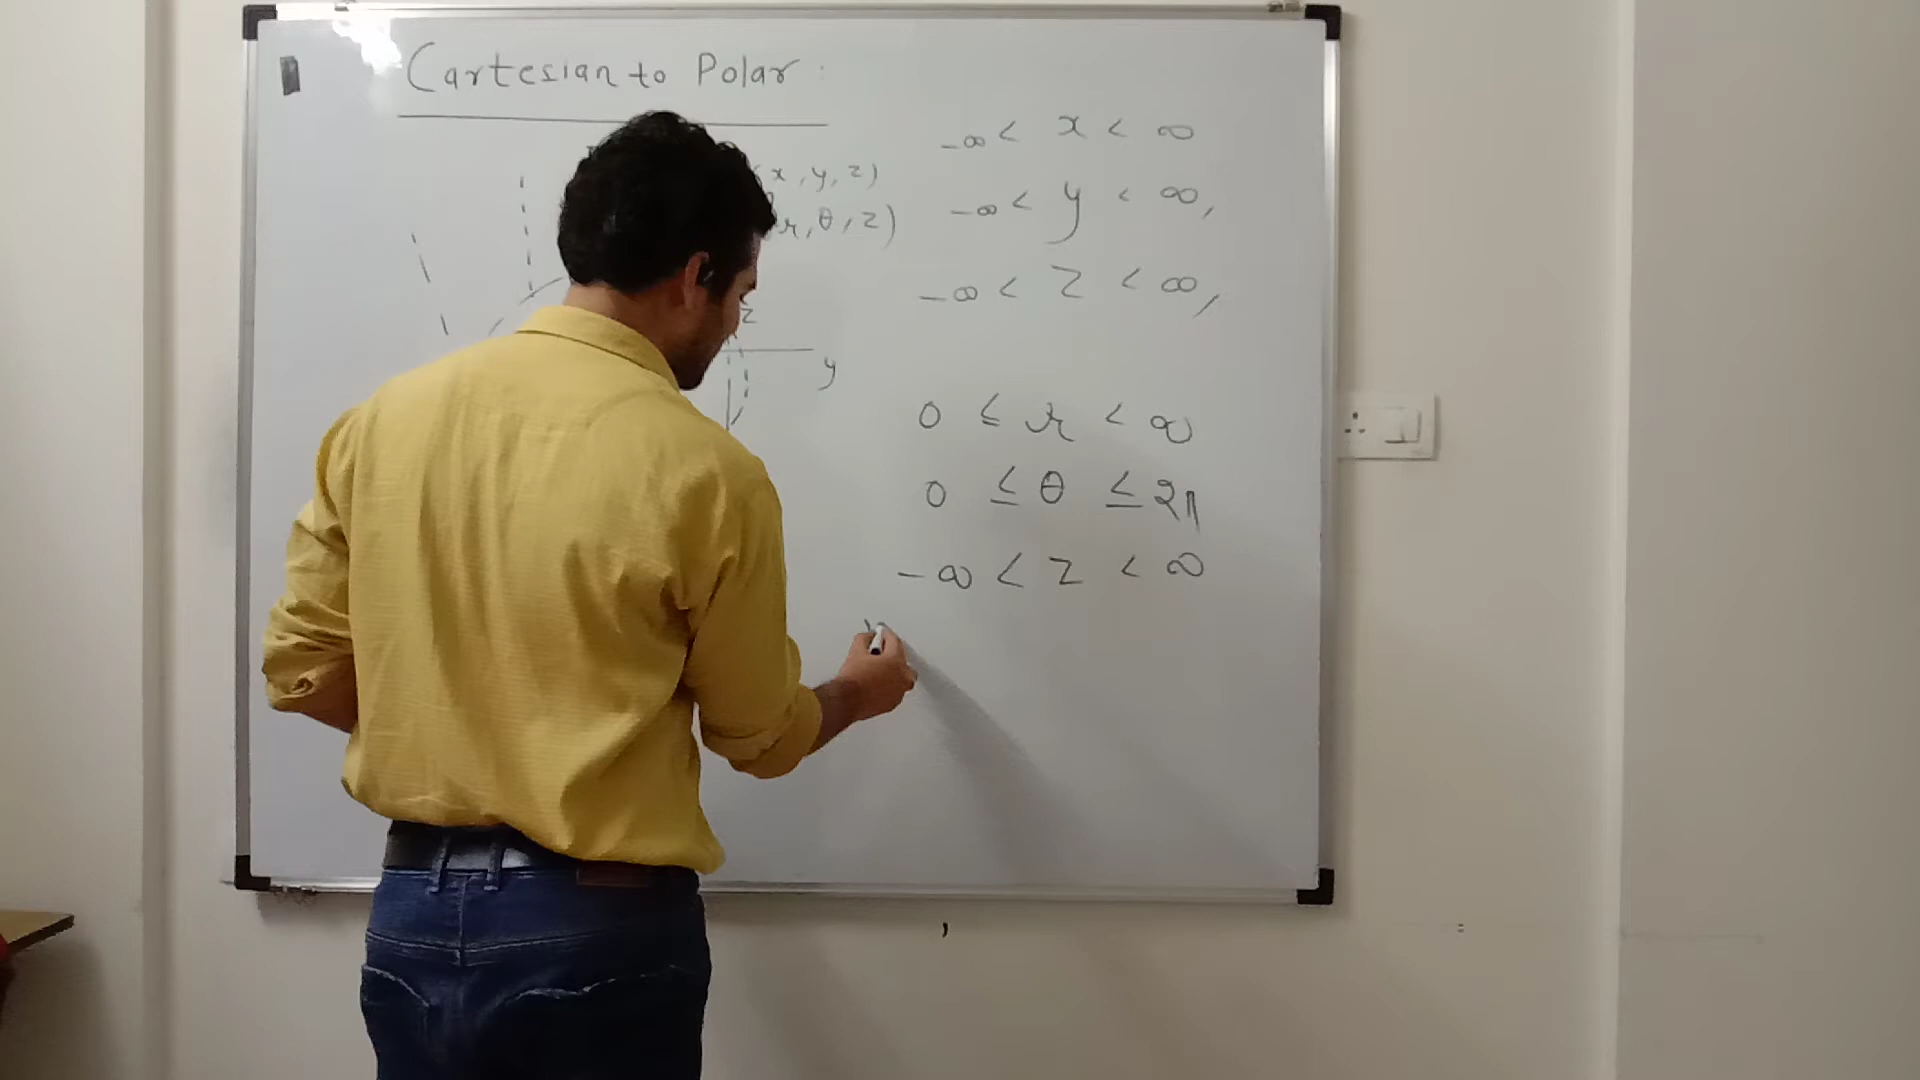 Cartesian to Polar :
x, y, z)
r, θ, z)
z
y
-∞ < x < ∞
-∞ < y < ∞,
-∞ < z < ∞,
0 ≤ r < ∞
0 ≤ θ ≤ 2π
-∞ < z < ∞